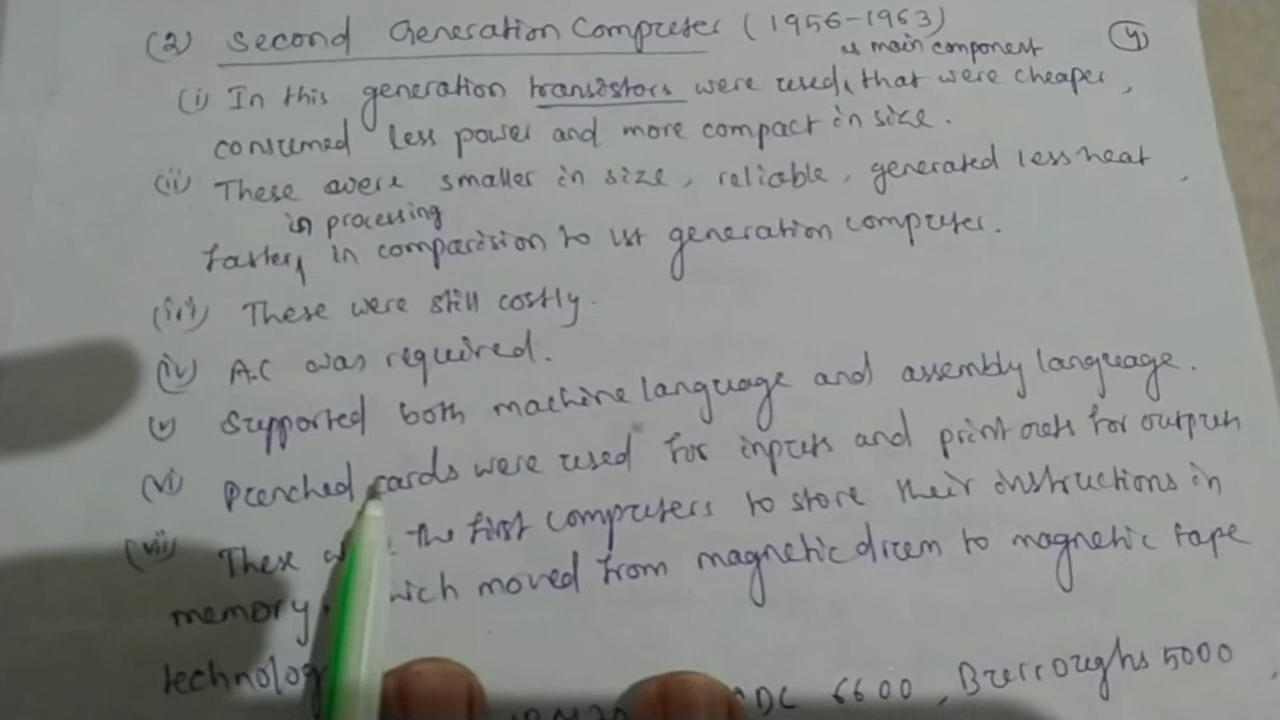 (2) Second Generation Computer (1956-1963)
(4)
as main component
(i) In this generation transistors were used, that were cheaper,
consumed less power and more compact in size.
(ii) These were smaller in size, reliable, generated less heat,
in processing
faster, in comparision to 1st generation computer.
(iii) These were still costly.
(iv) A.C was required.
(v) Supported both machine language and assembly language.
(vi) Punched cards were used for inputs and print outs for outputs
(vii) These the first computers to store their instructions in
memory, which moved from magnetic drum to magnetic tape
technology
6600, Burroughs 5000,